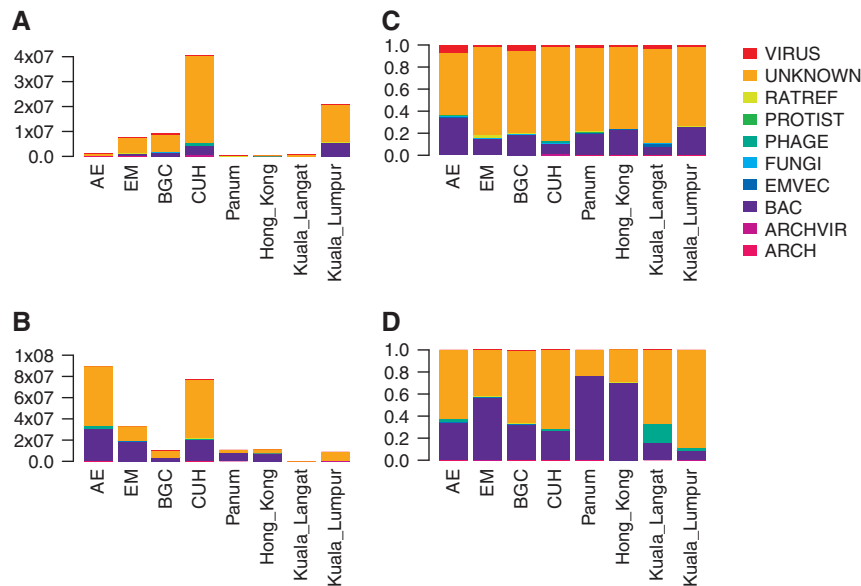 A
4x07
3x07
2x07
1x07
0.0
AE
EM
BGC
CUH
Panum
Hong_Kong
Kuala_Langat
Kuala_Lumpur
C
1.0
0.8
0.6
0.4
0.2
0.0
AE
EM
BGC
CUH
Panum
Hong_Kong
Kuala_Langat
Kuala_Lumpur
VIRUS
UNKNOWN
RATREF
PROTIST
PHAGE
FUNGI
EMVEC
BAC
ARCHVIR
ARCH
B
1x08
8x07
6x07
4x07
2x07
0.0
AE
EM
BGC
CUH
Panum
Hong_Kong
Kuala_Langat
Kuala_Lumpur
D
1.0
0.8
0.6
0.4
0.2
0.0
AE
EM
BGC
CUH
Panum
Hong_Kong
Kuala_Langat
Kuala_Lumpur